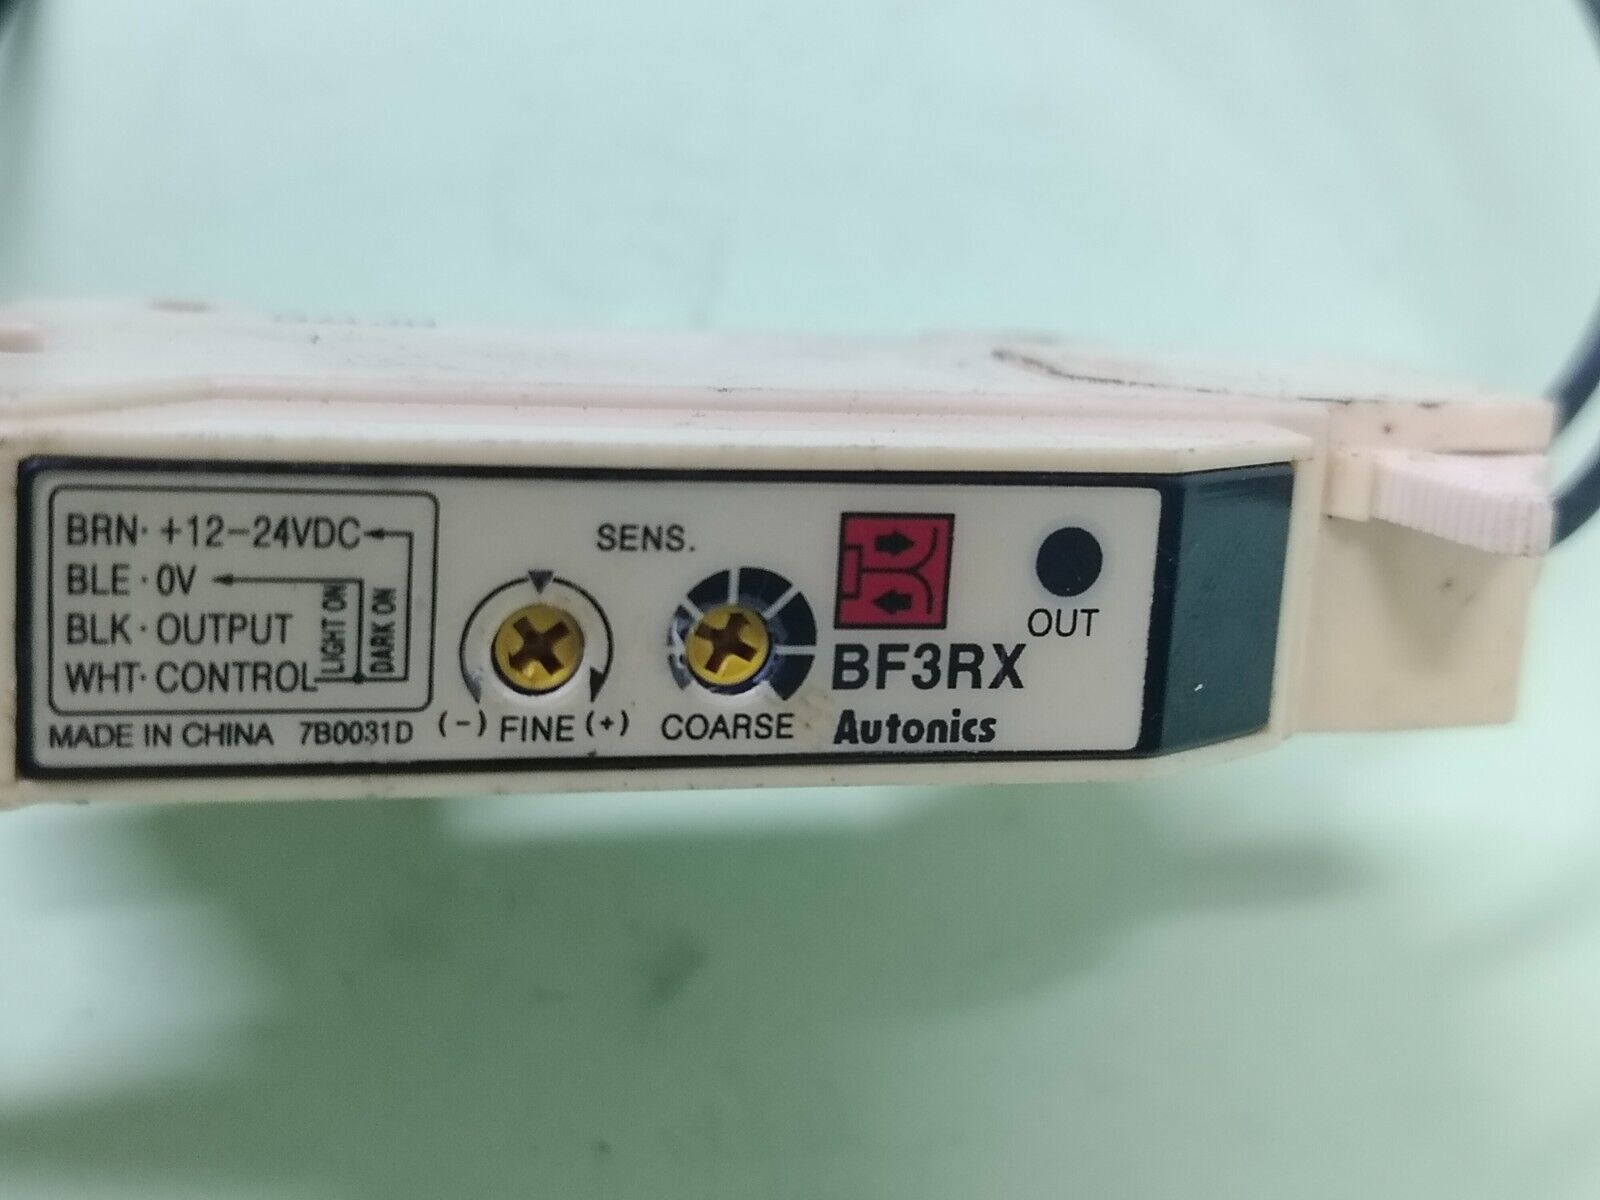 BRN· +12-24VDC
BLE · 0V
BLK · OUTPUT
WHT· CONTROL
LIGHT ON
DARK ON
MADE IN CHINA 7B0031D
SENS.
(-) FINE (+)
COARSE
OUT
BF3RX
Autonics